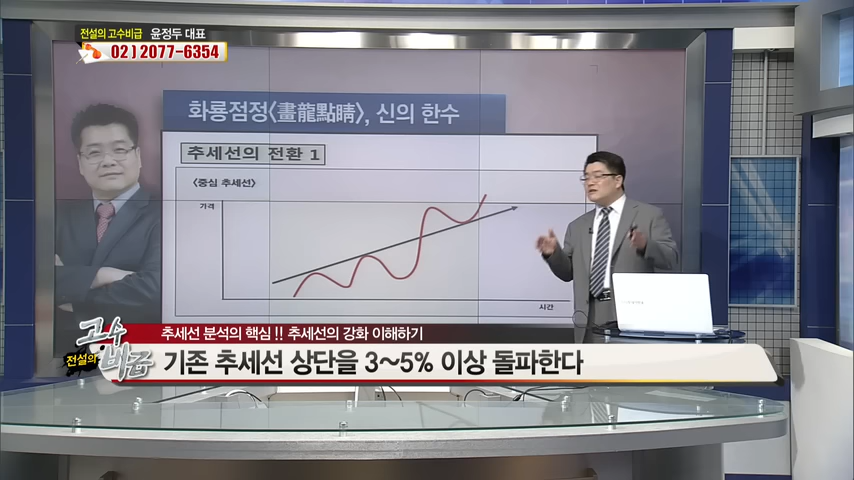 전설의 고수비급 윤정두 대표
02) 2077-6354
화룡점정<畫龍點睛>, 신의 한수
추세선의 전환 1
<중심 추세선>
가격
시간
고수
전설의 비급
추세선 분석의 핵심!! 추세선의 강화 이해하기
기존 추세선 상단을 3~5% 이상 돌파한다